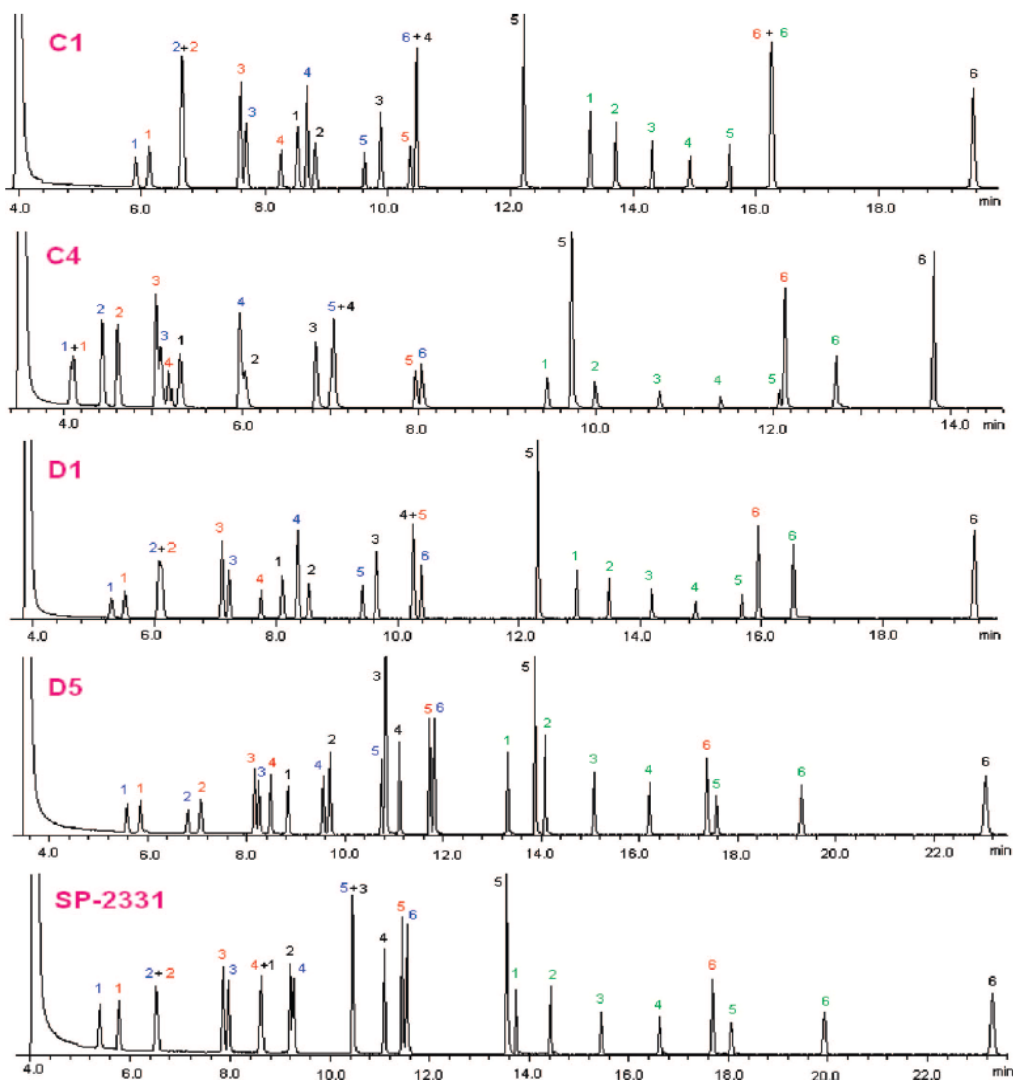 C1
1 1 2+2 3 3 4 1 4 2 5 3 5 6+4 5 1 2 3 4 5 6 + 6 6
4.0 6.0 8.0 10.0 12.0 14.0 16.0 18.0 min
C4
1+1 2 2 3 3 4 1 4 2 3 5+4 5 6 1 5 2 3 4 5 6 6 6
4.0 6.0 8.0 10.0 12.0 14.0 min
D1
1 1 2+2 3 3 4 1 4 2 5 3 4+5 6 5 1 2 3 4 5 6 6 6
4.0 6.0 8.0 10.0 12.0 14.0 16.0 18.0 min
D5
1 1 2 2 3 3 4 1 4 2 5 3 4 5 6 1 5 2 3 4 6 5 6 6
4.0 6.0 8.0 10.0 12.0 14.0 16.0 18.0 20.0 22.0 min
SP-2331
1 1 2+2 3 3 4+1 2 4 5+3 4 5 6 5 1 2 3 4 6 5 6 6
4.0 6.0 8.0 10.0 12.0 14.0 16.0 18.0 20.0 22.0 min